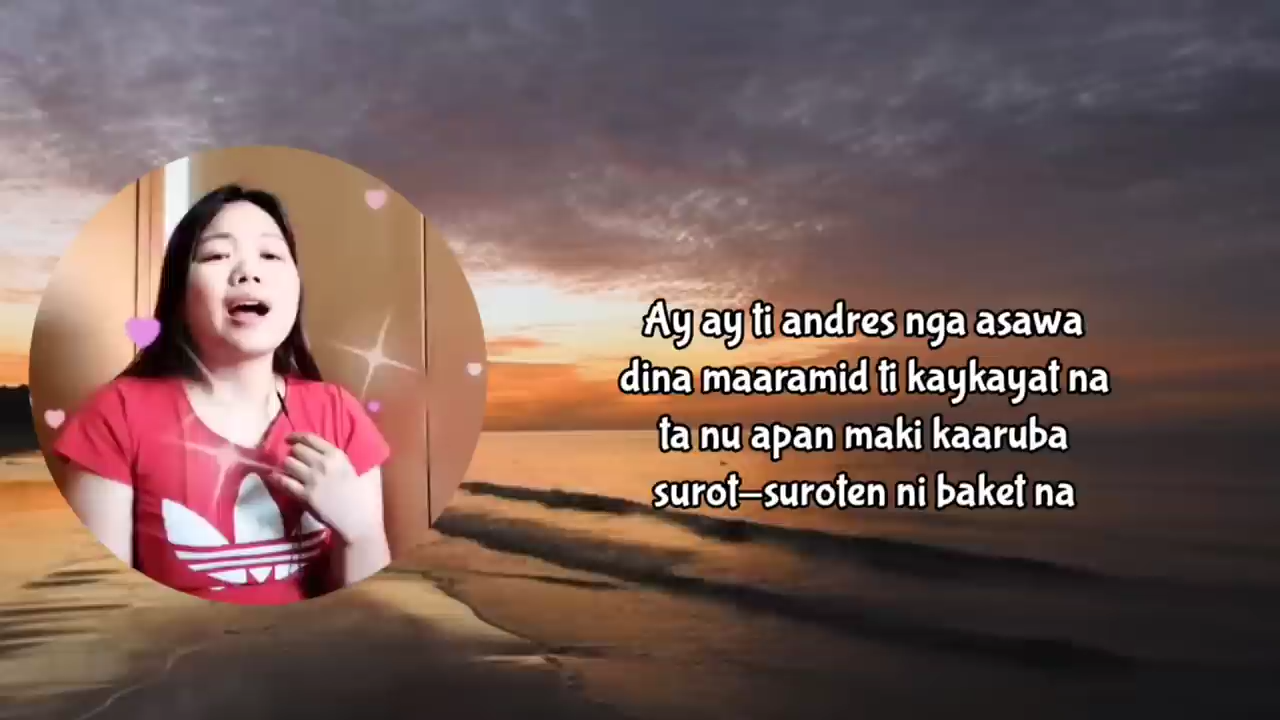 Ay ay ti andres nga asawa
dina maaramid ti kaykayat na
ta nu apan maki kaaruba
surot-suroten ni baket na